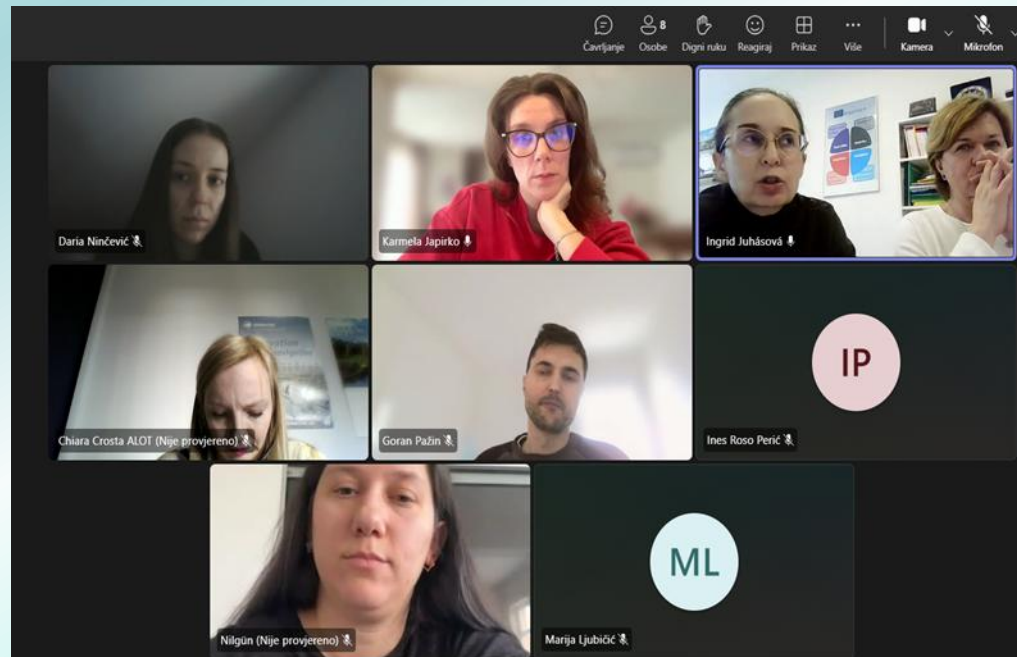 8
Čavrljanje Osobe Digni ruku Reagiraj Prikaz Više Kamera Mikrofon
Daria Ninčević
Karmela Japirko
Ingrid Juhásová
Chiara Crosta ALOT (Nije provjereno)
Goran Pažin
IP
Ines Roso Perić
Nilgün (Nije provjereno)
ML
Marija Ljubičić